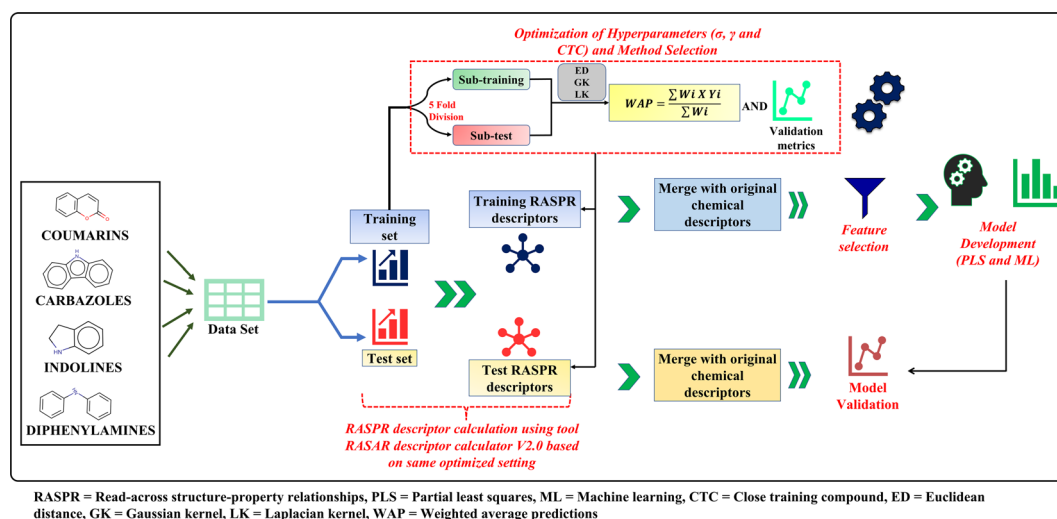 Optimization of Hyperparameters (σ, γ and
CTC) and Method Selection
Sub-training
5 Fold
Division
Sub-test
ED
GK
LK
WAP = ∑Wi X Yi / ∑Wi
AND
Validation
metrics
O
O
COUMARINS
H
N
CARBAZOLES
NH
INDOLINES
DIPHENYLAMINES
Data Set
Training
set
Test set
Training RASPR
descriptors
Test RASPR
descriptors
Merge with original
chemical
descriptors
Feature
selection
Model
Development
(PLS and ML)
Merge with original
chemical
descriptors
Model
Validation
RASPR descriptor calculation using tool
RASAR descriptor calculator V2.0 based
on same optimized setting
RASPR = Read-across structure-property relationships, PLS = Partial least squares, ML = Machine learning, CTC = Close training compound, ED = Euclidean
distance, GK = Gaussian kernel, LK = Laplacian kernel, WAP = Weighted average predictions